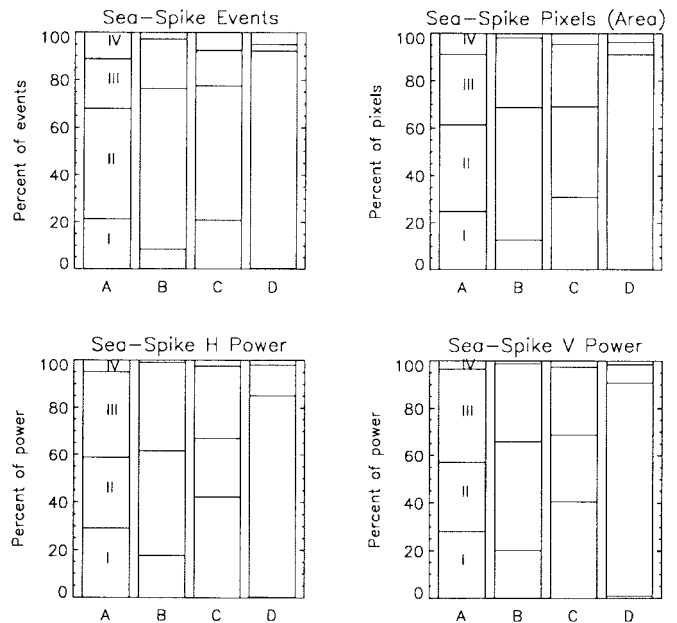 Sea-Spike Events
Percent of events
100
80
60
40
20
0
IV
III
II
I
A B C D
Sea-Spike Pixels (Area)
Percent of pixels
100
80
60
40
20
0
IV
III
II
I
A B C D
Sea-Spike H Power
Percent of power
100
80
60
40
20
0
IV
III
II
I
A B C D
Sea-Spike V Power
Percent of power
100
80
60
40
20
0
IV
III
II
I
A B C D